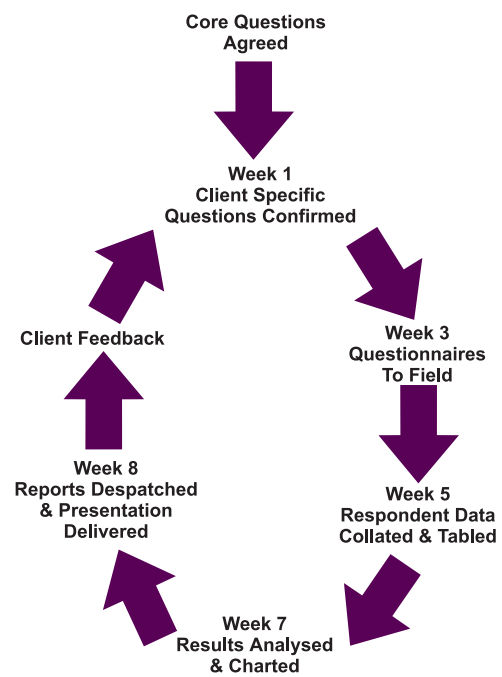 Core Questions
Agreed
Week 1
Client Specific
Questions Confirmed
Week 3
Questionnaires
To Field
Week 5
Respondent Data
Collated & Tabled
Week 7
Results Analysed
& Charted
Week 8
Reports Despatched
& Presentation
Delivered
Client Feedback